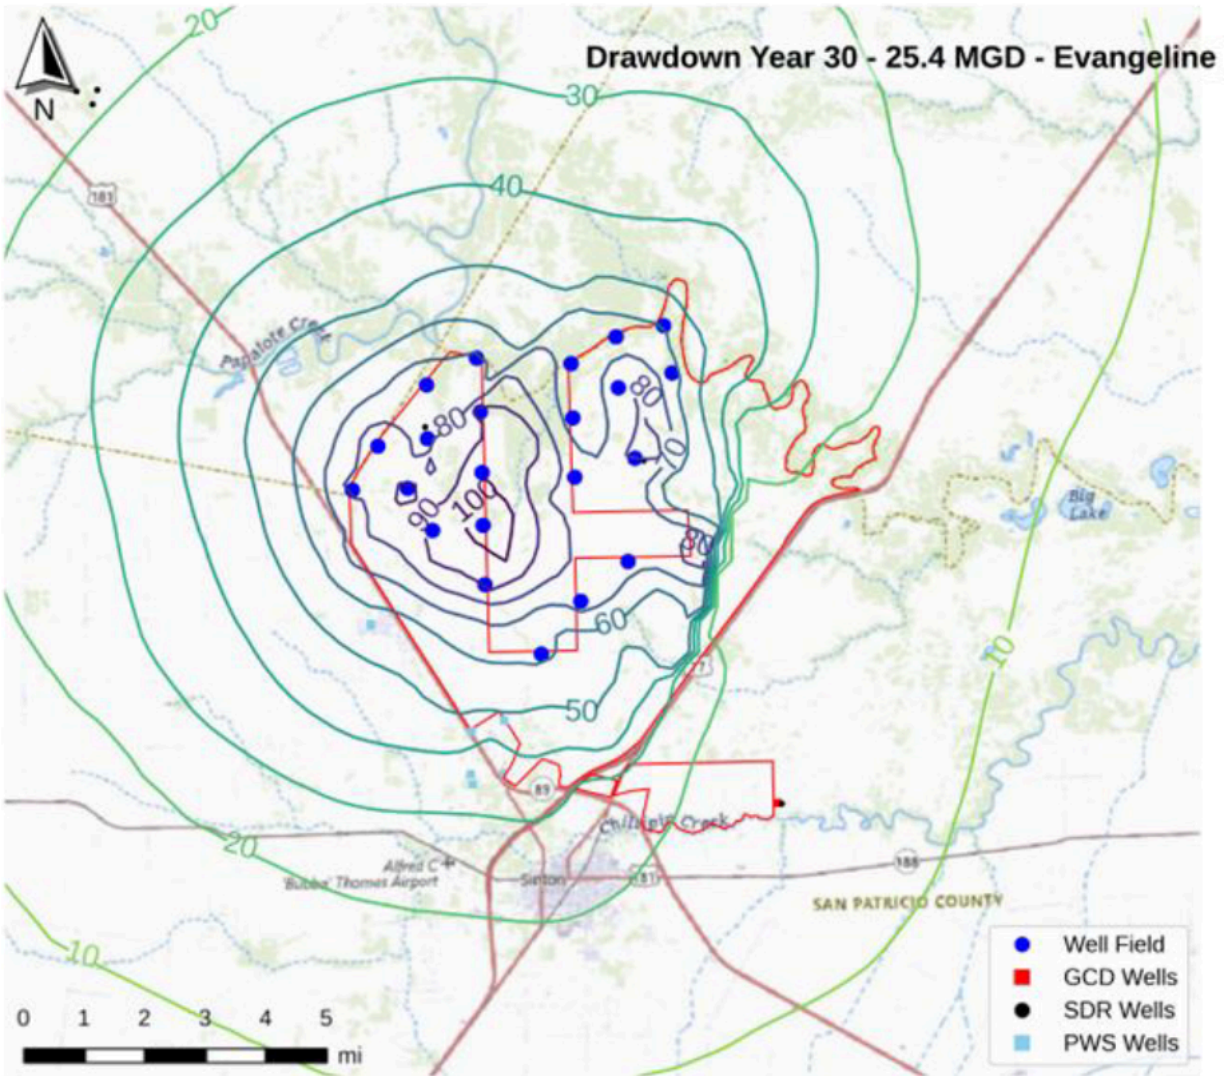 20
Drawdown Year 30 - 25.4 MGD - Evangeline
N
30
181
40
Papalote Creek
80
80
70
90
100
Big
Lake
80
60
10
77
50
89
Chiltipin Creek
20
188
Alfred C
'Bubba' Thomas Airport
Sinton
181
SAN PATRICIO COUNTY
10
Well Field
GCD Wells
SDR Wells
PWS Wells
0 1 2 3 4 5
mi